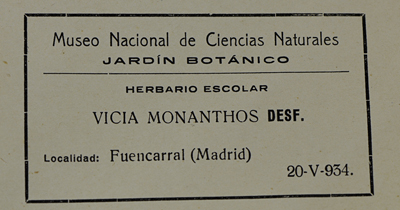 Museo Nacional de Ciencias Naturales
JARDÍN BOTÁNICO
HERBARIO ESCOLAR
VICIA MONANTHOS DESF.
Localidad: Fuencarral (Madrid)
20-V-934.